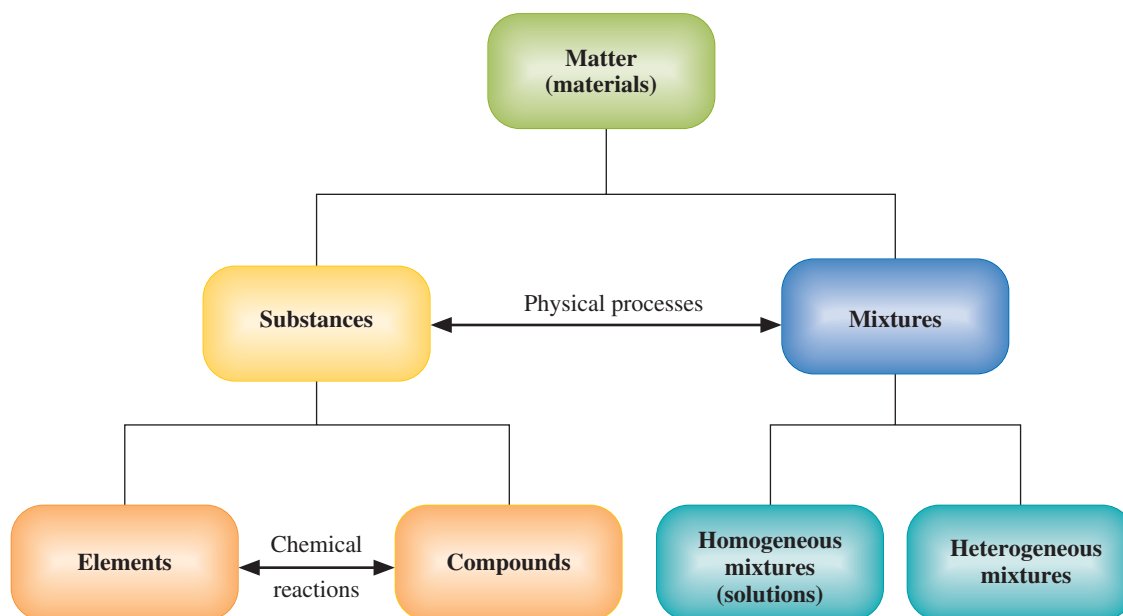 Matter
(materials)
Substances
Physical processes
Mixtures
Elements
Chemical
reactions
Compounds
Homogeneous
mixtures
(solutions)
Heterogeneous
mixtures